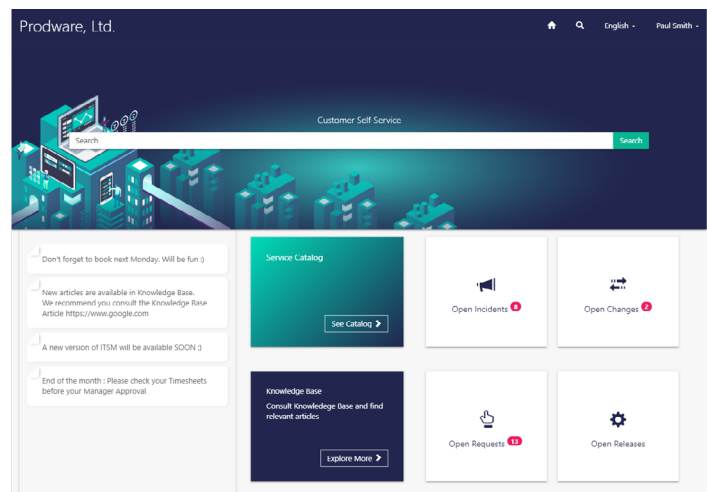 Prodware, Ltd.
English
Paul Smith
Customer Self Service
Search
Search
Don't forget to book next Monday. Will be fun :)
New articles are available in Knowledge Base.
We recommend you consult the Knowledge Base
Article https://www.google.com
A new version of ITSM will be available SOON ;)
End of the month : Please check your Timesheets
before your Manager Approval
Service Catalog
See Catalog
Open Incidents 8
Open Changes 2
Knowledge Base
Consult Knowledege Base and find
relevant articles
Explore More
Open Requests 13
Open Releases